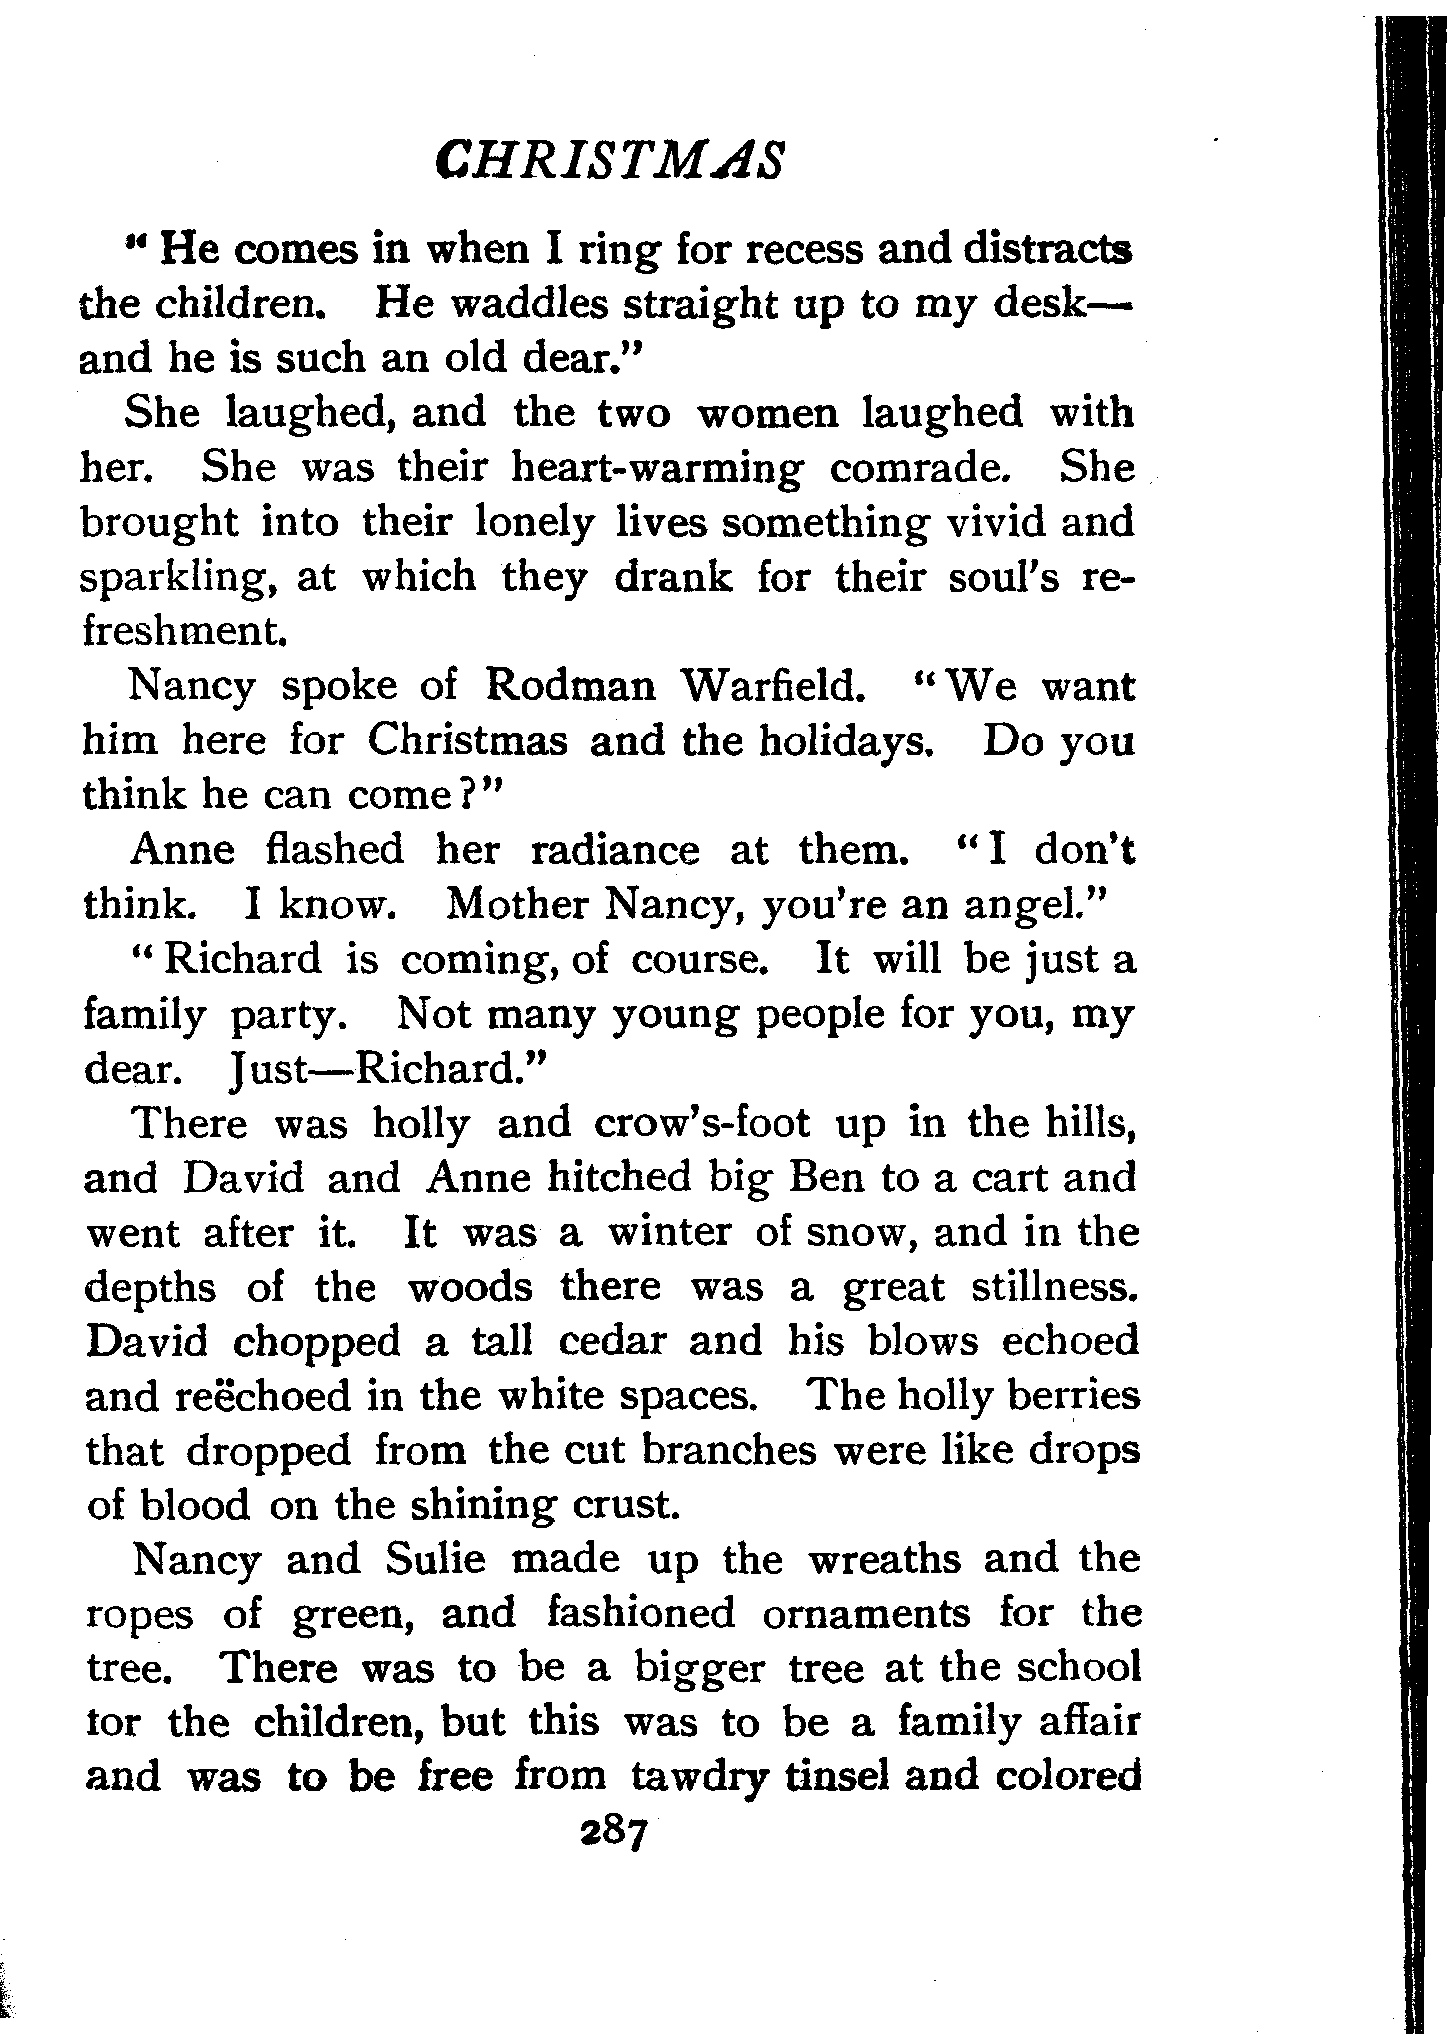 CHRISTMAS
"He comes in when I ring for recess and distracts
the children. He waddles straight up to my desk—
and he is such an old dear."
She laughed, and the two women laughed with
her. She was their heart-warming comrade. She
brought into their lonely lives something vivid and
sparkling, at which they drank for their soul's re-
freshment.
Nancy spoke of Rodman Warfield. "We want
him here for Christmas and the holidays. Do you
think he can come?"
Anne flashed her radiance at them. "I don't
think. I know. Mother Nancy, you're an angel."
"Richard is coming, of course. It will be just a
family party. Not many young people for you, my
dear. Just—Richard."
There was holly and crow's-foot up in the hills,
and David and Anne hitched big Ben to a cart and
went after it. It was a winter of snow, and in the
depths of the woods there was a great stillness.
David chopped a tall cedar and his blows echoed
and reëchoed in the white spaces. The holly berries
that dropped from the cut branches were like drops
of blood on the shining crust.
Nancy and Sulie made up the wreaths and the
ropes of green, and fashioned ornaments for the
tree. There was to be a bigger tree at the school
for the children, but this was to be a family affair
and was to be free from tawdry tinsel and colored
287